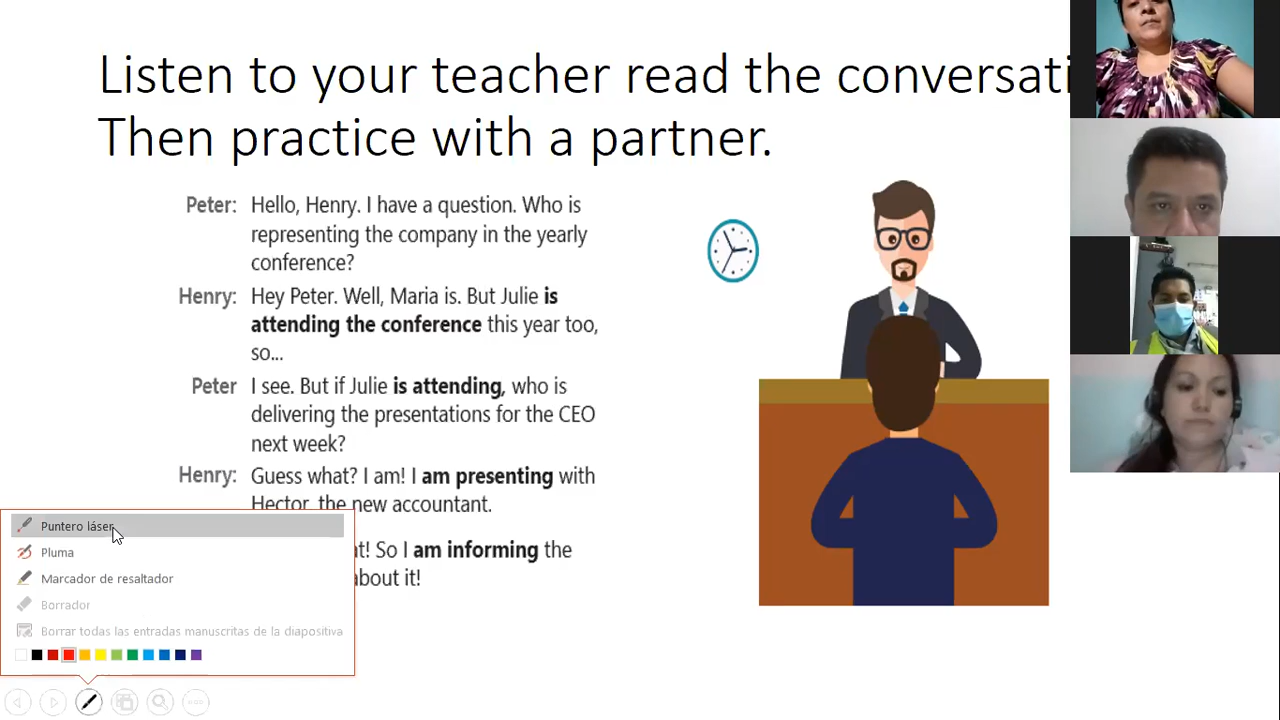 Listen to your teacher read the conversati
Then practice with a partner.
Peter: Hello, Henry. I have a question. Who is
representing the company in the yearly
conference?
Henry: Hey Peter. Well, Maria is. But Julie is
attending the conference this year too,
so...
Peter I see. But if Julie is attending, who is
delivering the presentations for the CEO
next week?
Henry: Guess what? I am! I am presenting with
Hector, the new accountant.
at! So I am informing the
about it!
Puntero láser
Pluma
Marcador de resaltador
Borrador
Borrar todas las entradas manuscritas de la diapositiva